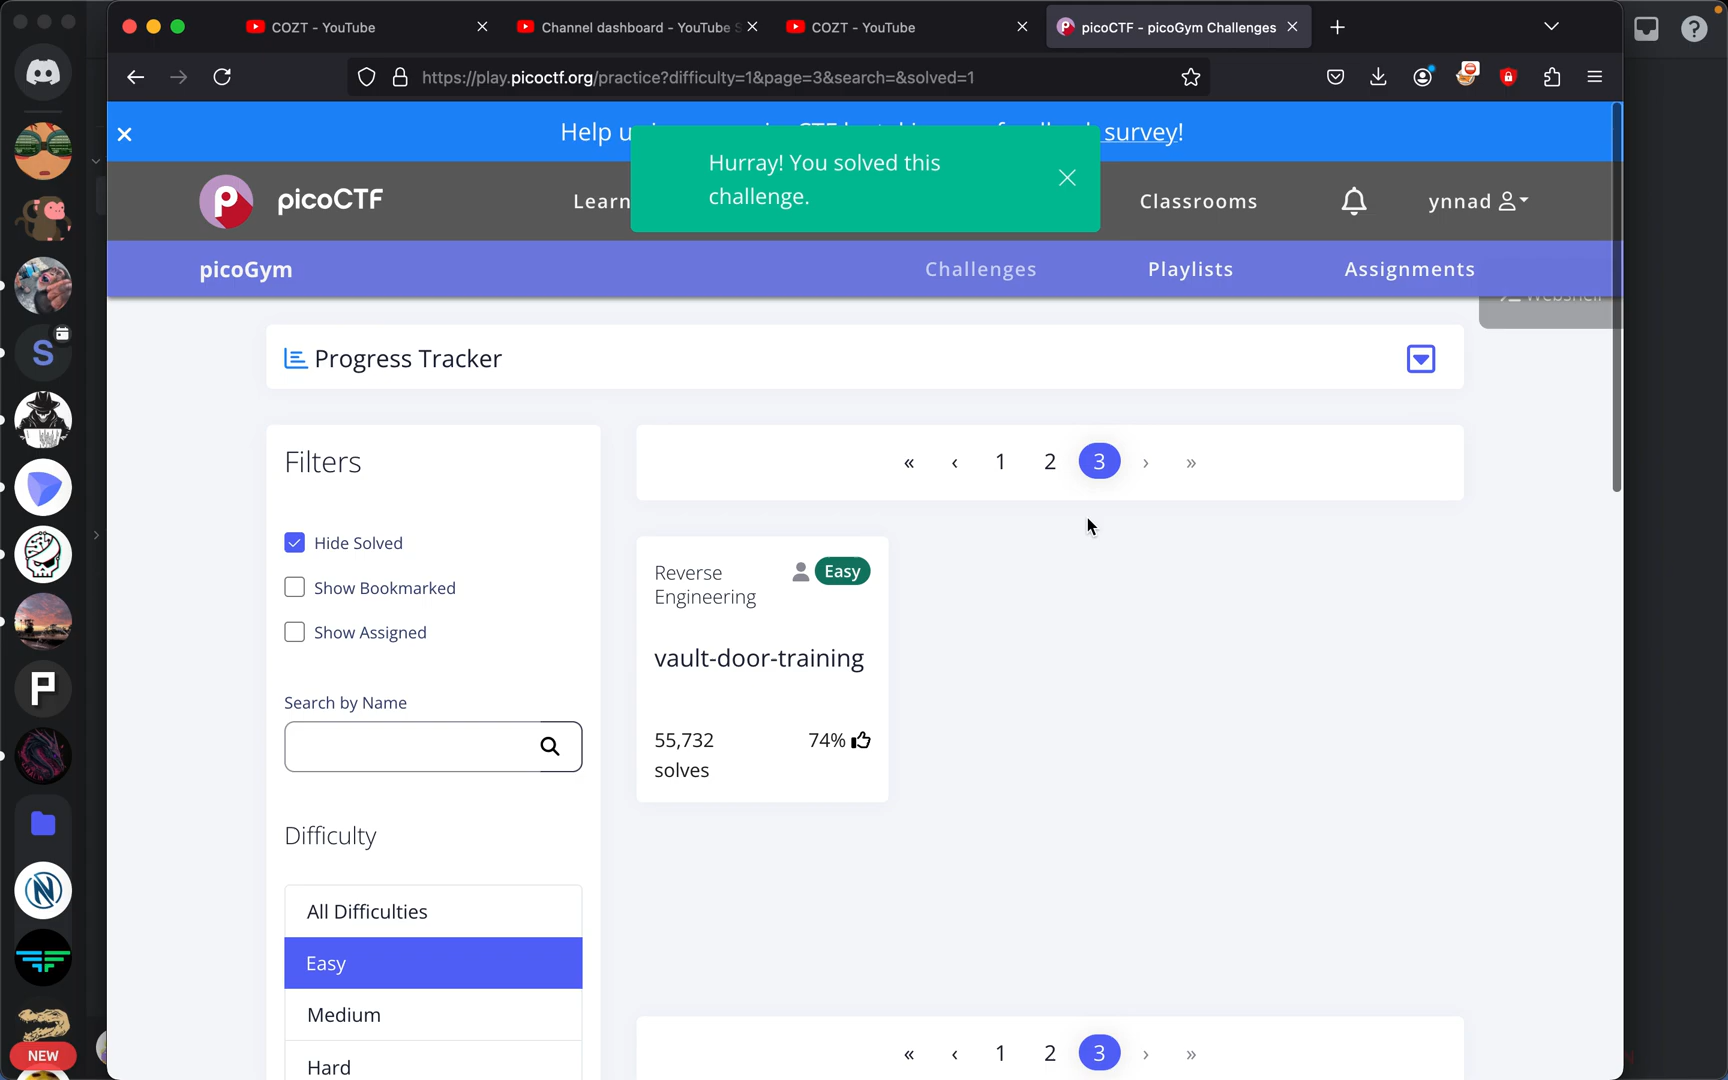 COZT - YouTube
Channel dashboard - YouTube S
COZT - YouTube
picoCTF - picoGym Challenges
https://play.picoctf.org/practice?difficulty=1&page=3&search=&solved=1
Help u
survey!
Hurray! You solved this
challenge.
picoCTF
Learn
Classrooms
ynnad
picoGym
Challenges
Playlists
Assignments
Webshell
Progress Tracker
Filters
« ‹ 1 2 3 › »
Hide Solved
Show Bookmarked
Show Assigned
Reverse
Engineering
Easy
vault-door-training
55,732
solves
74%
Search by Name
Difficulty
All Difficulties
Easy
Medium
Hard
« ‹ 1 2 3 › »
S
P
N
NEW